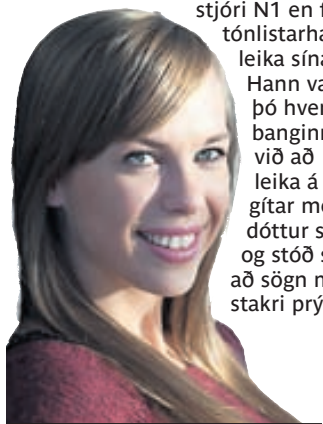 stjóri N1 en f
tónlistarha
leika sína
Hann va
þó hver
banginn
við að
leika á
gítar me
dóttur s
og stóð s
að sögn n
stakri prý